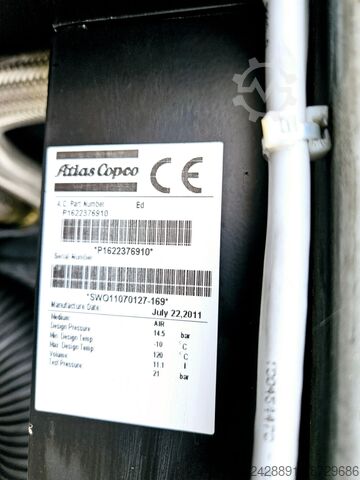 Atlas Copco CE
A.C. Part Number Ed
P1622376910
*P1622376910*
Serial Number
*SWO11070127-169*
Manufacture Date: July 22,2011
Medium: AIR
Design Pressure 14.5 bar
Min. Design Temp -10 °C
Max. Design Temp 120 °C
Volume 11.1 l
Test Pressure 21 bar